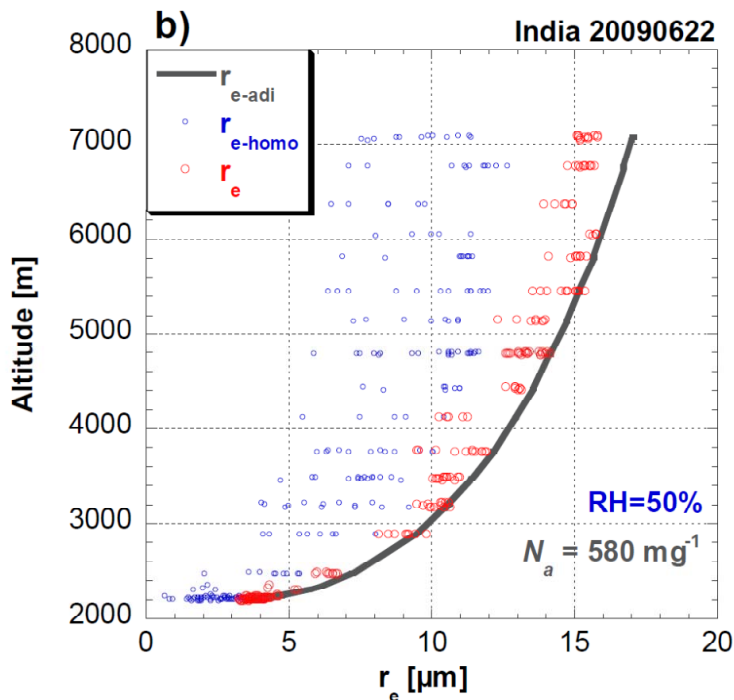 b)
India 20090622
r e-adi
r e-homo
r e
8000
7000
6000
5000
4000
3000
2000
Altitude [m]
RH=50%
N a = 580 mg-1
0 5 10 15 20
r e [µm]